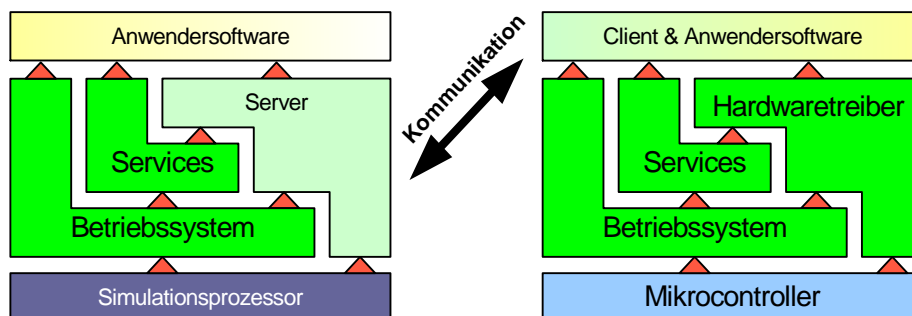 Anwendersoftware
Server
Services
Betriebssystem
Simulationsprozessor
Kommunikation
Client & Anwendersoftware
Hardwaretreiber
Services
Betriebssystem
Mikrocontroller